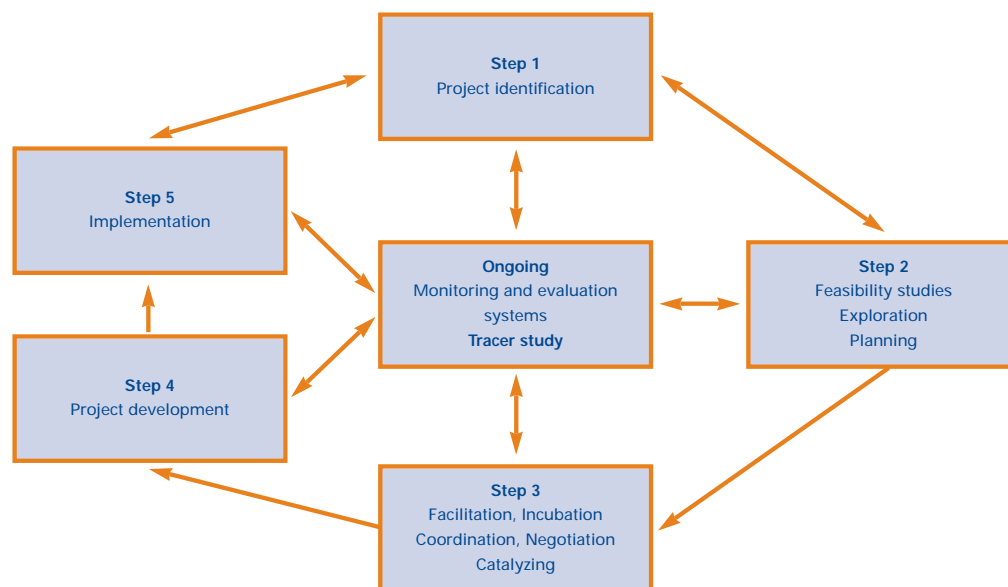 Step 1
Project identification
Step 5
Implementation
Ongoing
Monitoring and evaluation
systems
Tracer study
Step 2
Feasibility studies
Exploration
Planning
Step 4
Project development
Step 3
Facilitation, Incubation
Coordination, Negotiation
Catalyzing